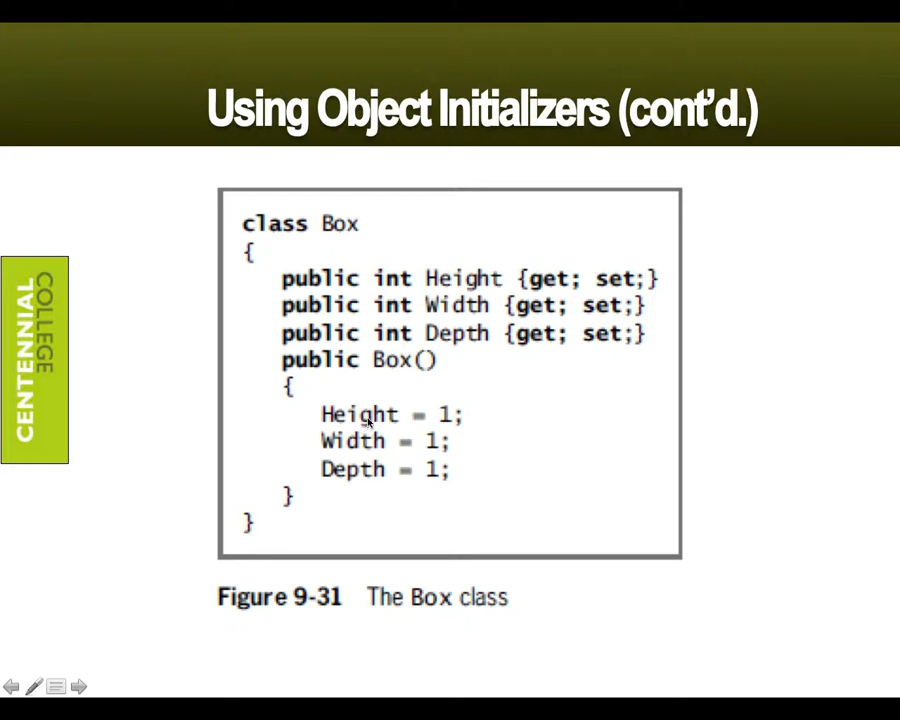 Using Object Initializers (cont'd.)
CENTENNIAL
COLLEGE
class Box
{
public int Height {get; set;}
public int Width {get; set;}
public int Depth {get; set;}
public Box()
{
Height = 1;
Width = 1;
Depth = 1;
}
}
Figure 9-31 The Box class